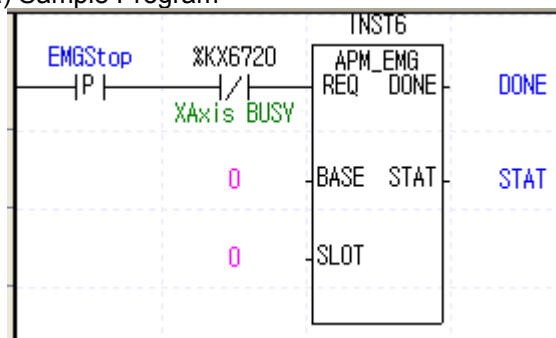 ) Sample Program
INST6
EMGStop %KX6720 APM_EMG
P / REQ DONE DONE
XAxis BUSY
0 BASE STAT STAT
0 SLOT